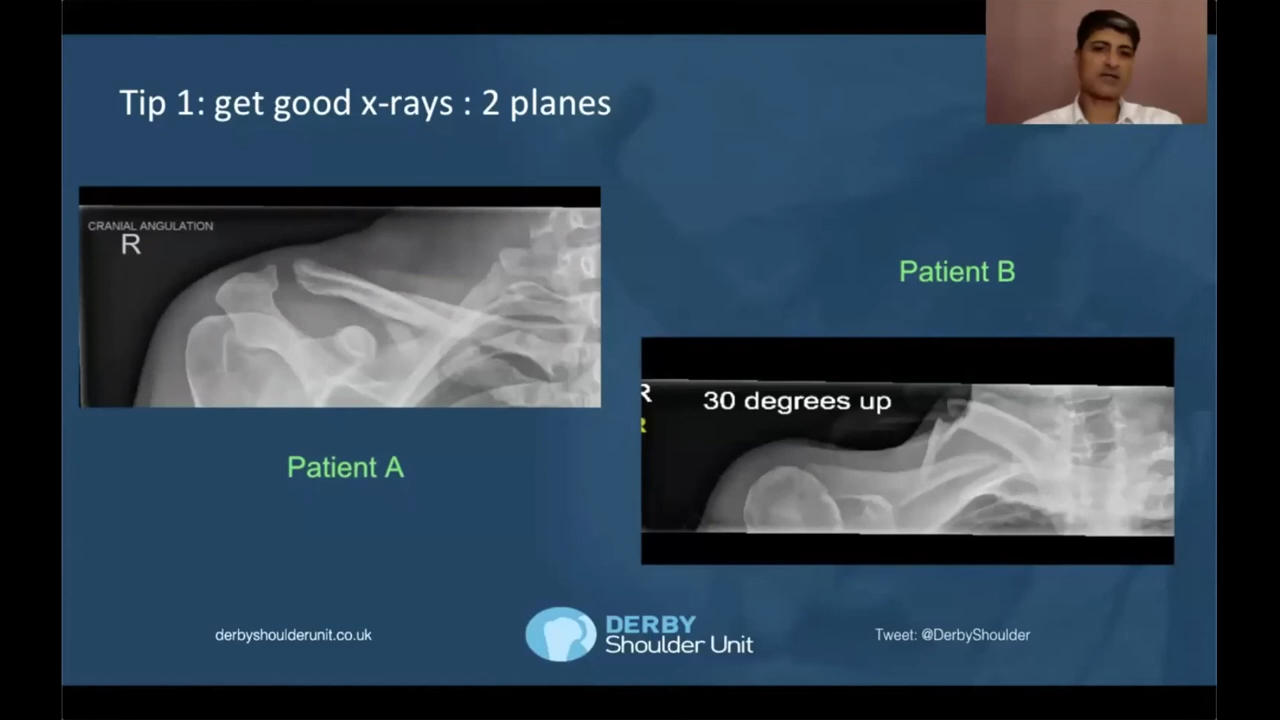 Tip 1: get good x-rays : 2 planes
CRANIAL ANGULATION
R
Patient B
R
30 degrees up
R
Patient A
derbyshoulderunit.co.uk
DERBY
Shoulder Unit
Tweet: @DerbyShoulder